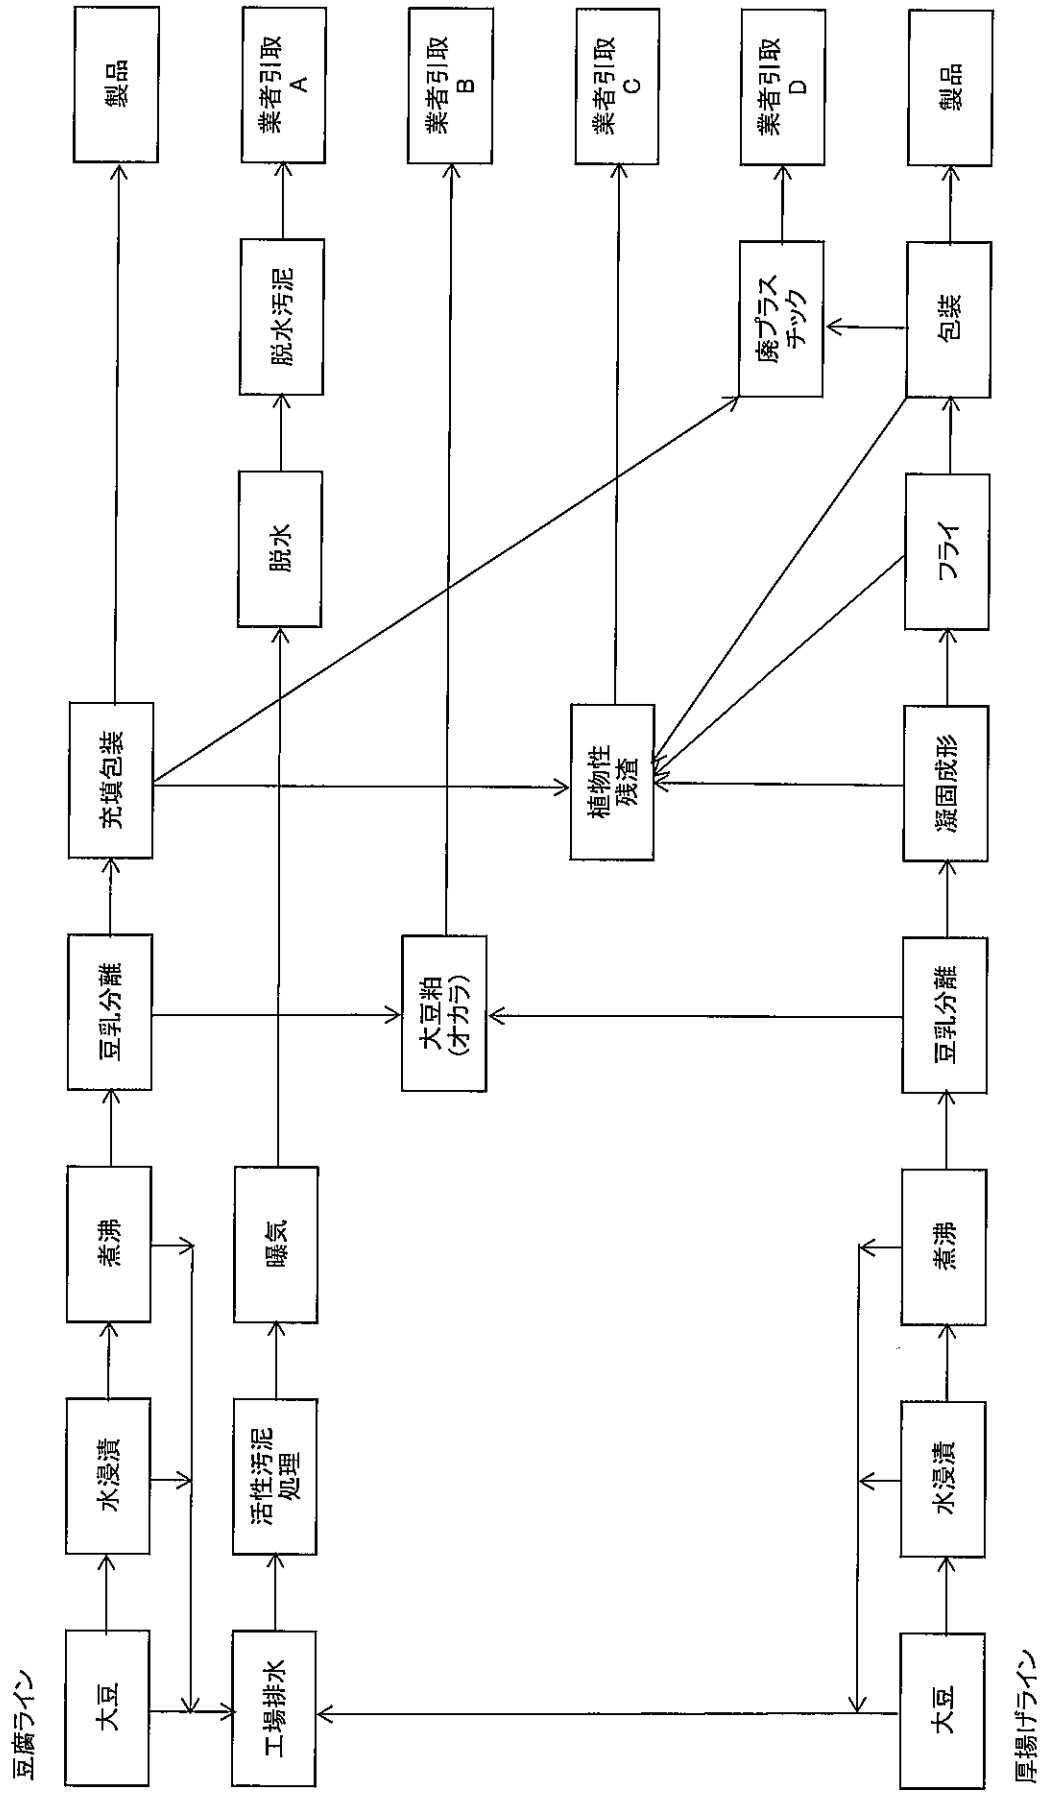 豆腐ライン
大豆
水浸漬
煮沸
豆乳分離
充填包装
製品
工場排水
活性汚泥
処理
曝気
脱水
脱水汚泥
業者引取
A
大豆粕
(オカラ)
業者引取
B
植物性
残渣
業者引取
C
廃プラス
チック
業者引取
D
大豆
水浸漬
煮沸
豆乳分離
凝固成形
フライ
包装
製品
厚揚げライン